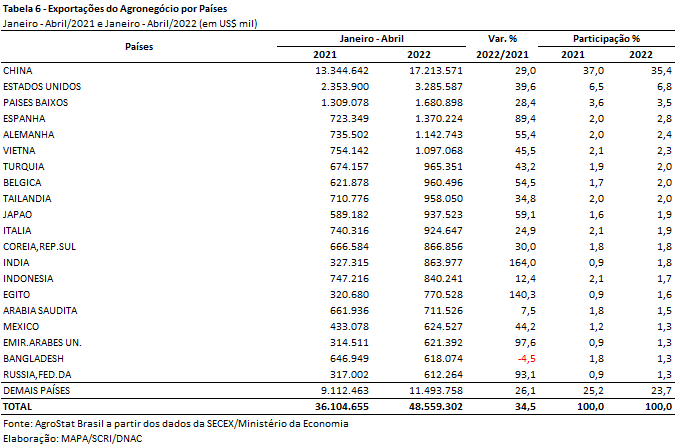 Tabela 6 - Exportações do Agronegócio por Países
Janeiro - Abril/2021 e Janeiro - Abril/2022 (em US$ mil)
Países Janeiro - Abril Var. % Participação %
2021 2022 2022/2021 2021 2022
CHINA 13.344.642 17.213.571 29,0 37,0 35,4
ESTADOS UNIDOS 2.353.900 3.285.587 39,6 6,5 6,8
PAISES BAIXOS 1.309.078 1.680.898 28,4 3,6 3,5
ESPANHA 723.349 1.370.224 89,4 2,0 2,8
ALEMANHA 735.502 1.142.743 55,4 2,0 2,4
VIETNA 754.142 1.097.068 45,5 2,1 2,3
TURQUIA 674.157 965.351 43,2 1,9 2,0
BELGICA 621.878 960.496 54,5 1,7 2,0
TAILANDIA 710.776 958.050 34,8 2,0 2,0
JAPAO 589.182 937.523 59,1 1,6 1,9
ITALIA 740.316 924.647 24,9 2,1 1,9
COREIA,REP.SUL 666.584 866.856 30,0 1,8 1,8
INDIA 327.315 863.977 164,0 0,9 1,8
INDONESIA 747.216 840.241 12,4 2,1 1,7
EGITO 320.680 770.528 140,3 0,9 1,6
ARABIA SAUDITA 661.936 711.526 7,5 1,8 1,5
MEXICO 433.078 624.527 44,2 1,2 1,3
EMIR.ARABES UN. 314.511 621.392 97,6 0,9 1,3
BANGLADESH 646.949 618.074 -4,5 1,8 1,3
RUSSIA,FED.DA 317.002 612.264 93,1 0,9 1,3
DEMAIS PAÍSES 9.112.463 11.493.758 26,1 25,2 23,7
TOTAL 36.104.655 48.559.302 34,5 100,0 100,0
Fonte: AgroStat Brasil a partir dos dados da SECEX/Ministério da Economia
Elaboração: MAPA/SCRI/DNAC